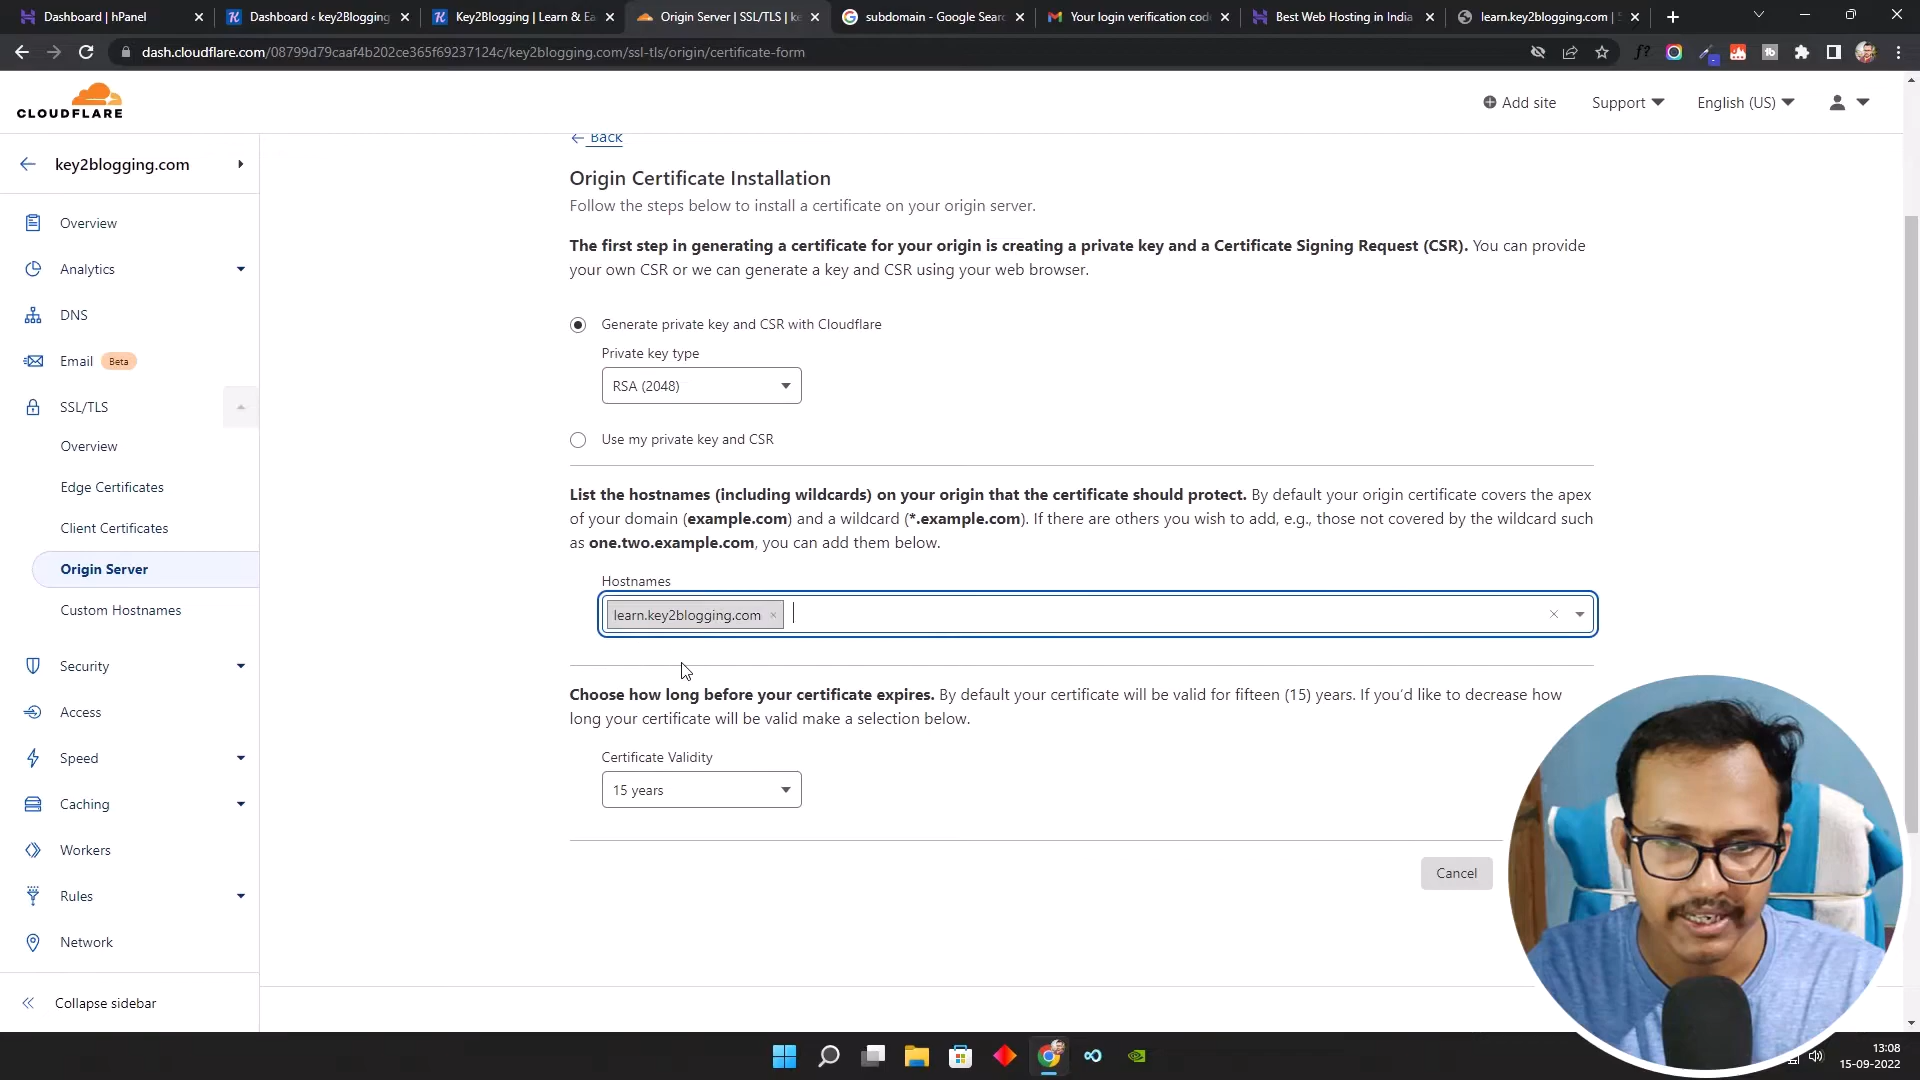 Dashboard | hPanel
Dashboard ‹ key2Blogging
Key2Blogging | Learn & Ea
Origin Server | SSL/TLS | ke
subdomain - Google Searc
Your login verification code
Best Web Hosting in India
learn.key2blogging.com |
dash.cloudflare.com/08799d79caaf4b202ce365f69237124c/key2blogging.com/ssl-tls/origin/certificate-form
CLOUDFLARE
Add site
Support
English (US)
key2blogging.com
Overview
Analytics
DNS
Email Beta
SSL/TLS
Overview
Edge Certificates
Client Certificates
Origin Server
Custom Hostnames
Security
Access
Speed
Caching
Workers
Rules
Network
Collapse sidebar
Back
Origin Certificate Installation
Follow the steps below to install a certificate on your origin server.
The first step in generating a certificate for your origin is creating a private key and a Certificate Signing Request (CSR). You can provide
your own CSR or we can generate a key and CSR using your web browser.
Generate private key and CSR with Cloudflare
Private key type
RSA (2048)
Use my private key and CSR
List the hostnames (including wildcards) on your origin that the certificate should protect. By default your origin certificate covers the apex
of your domain (example.com) and a wildcard (*.example.com). If there are others you wish to add, e.g., those not covered by the wildcard such
as one.two.example.com, you can add them below.
Hostnames
learn.key2blogging.com ×
Choose how long before your certificate expires. By default your certificate will be valid for fifteen (15) years. If you'd like to decrease how
long your certificate will be valid make a selection below.
Certificate Validity
15 years
Cancel
13:08
15-09-2022